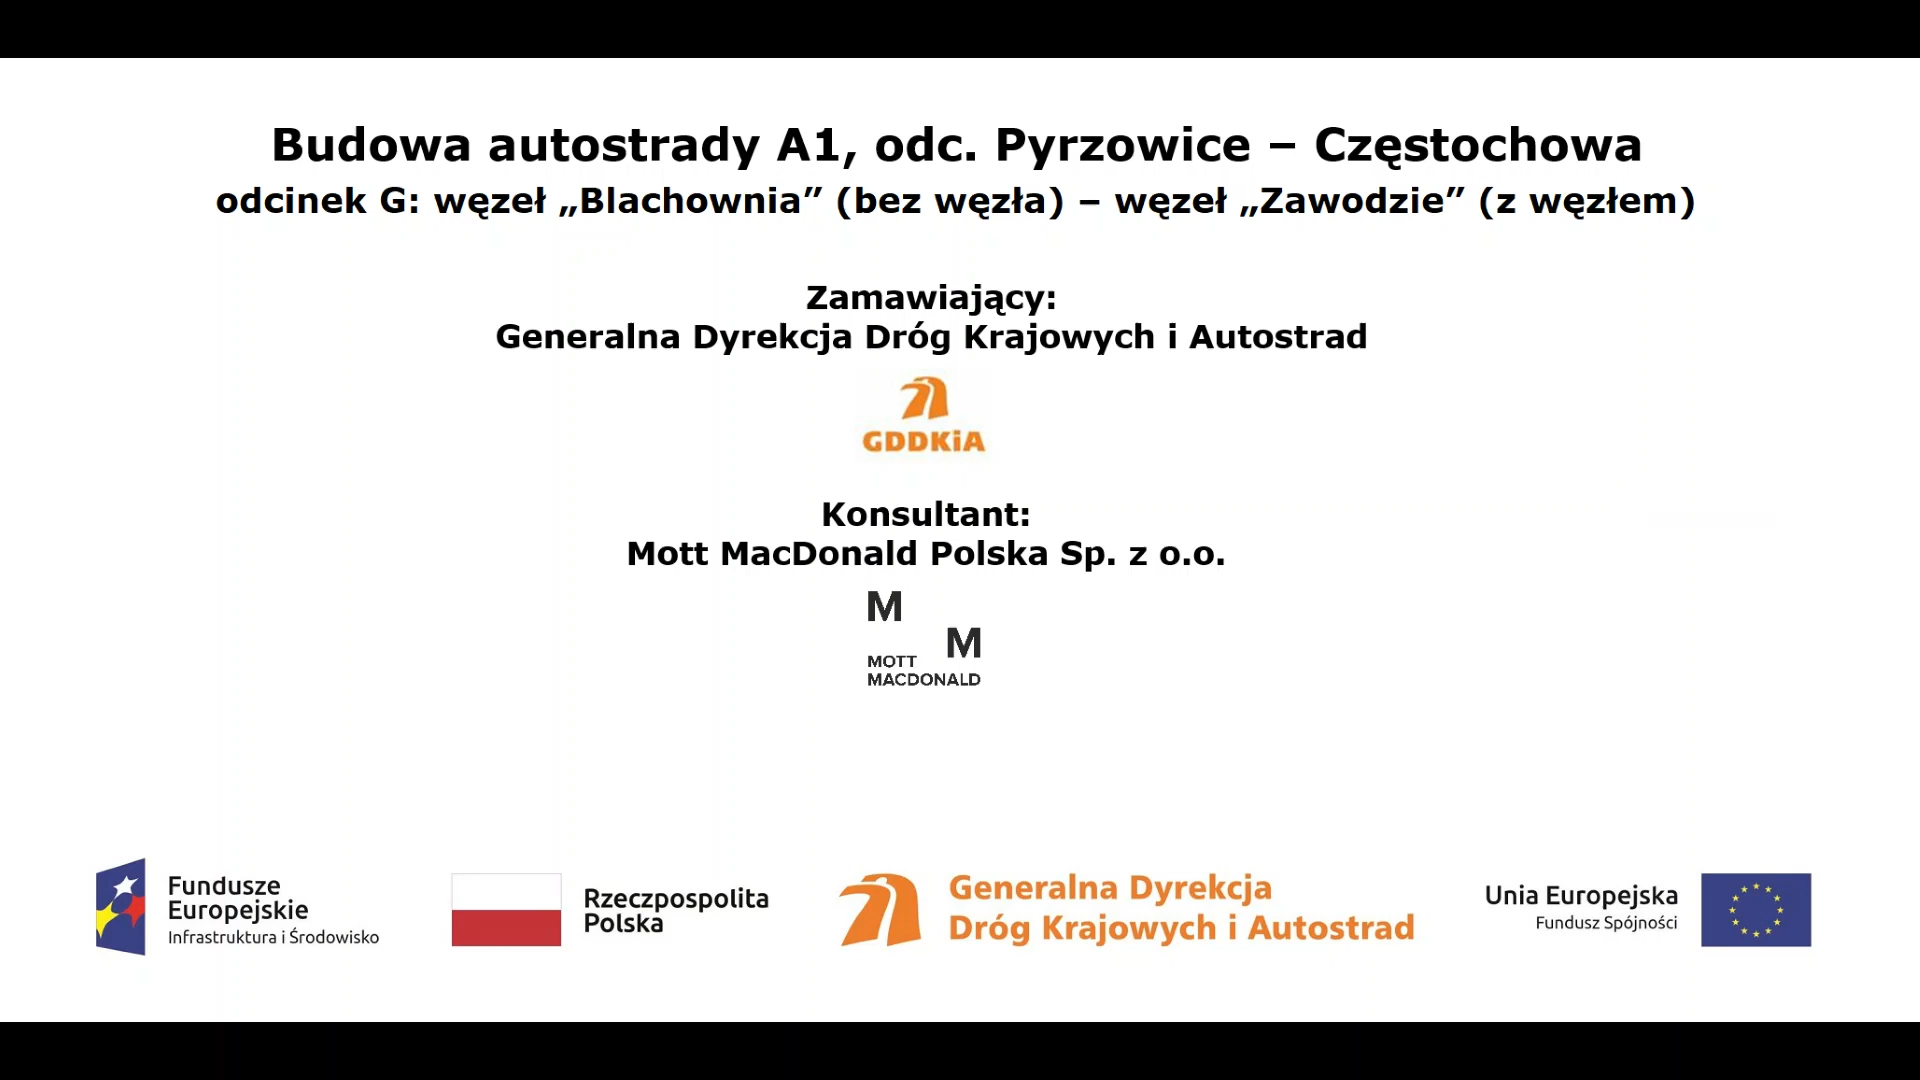 Budowa autostrady A1, odc. Pyrzowice – Częstochowa
odcinek G: węzeł „Blachownia” (bez węzła) – węzeł „Zawodzie” (z węzłem)
Zamawiający:
Generalna Dyrekcja Dróg Krajowych i Autostrad
GDDKiA
Konsultant:
Mott MacDonald Polska Sp. z o.o.
M
M
MOTT
MACDONALD
Fundusze
Europejskie
Infrastruktura i Środowisko
Rzeczpospolita
Polska
Generalna Dyrekcja
Dróg Krajowych i Autostrad
Unia Europejska
Fundusz Spójności